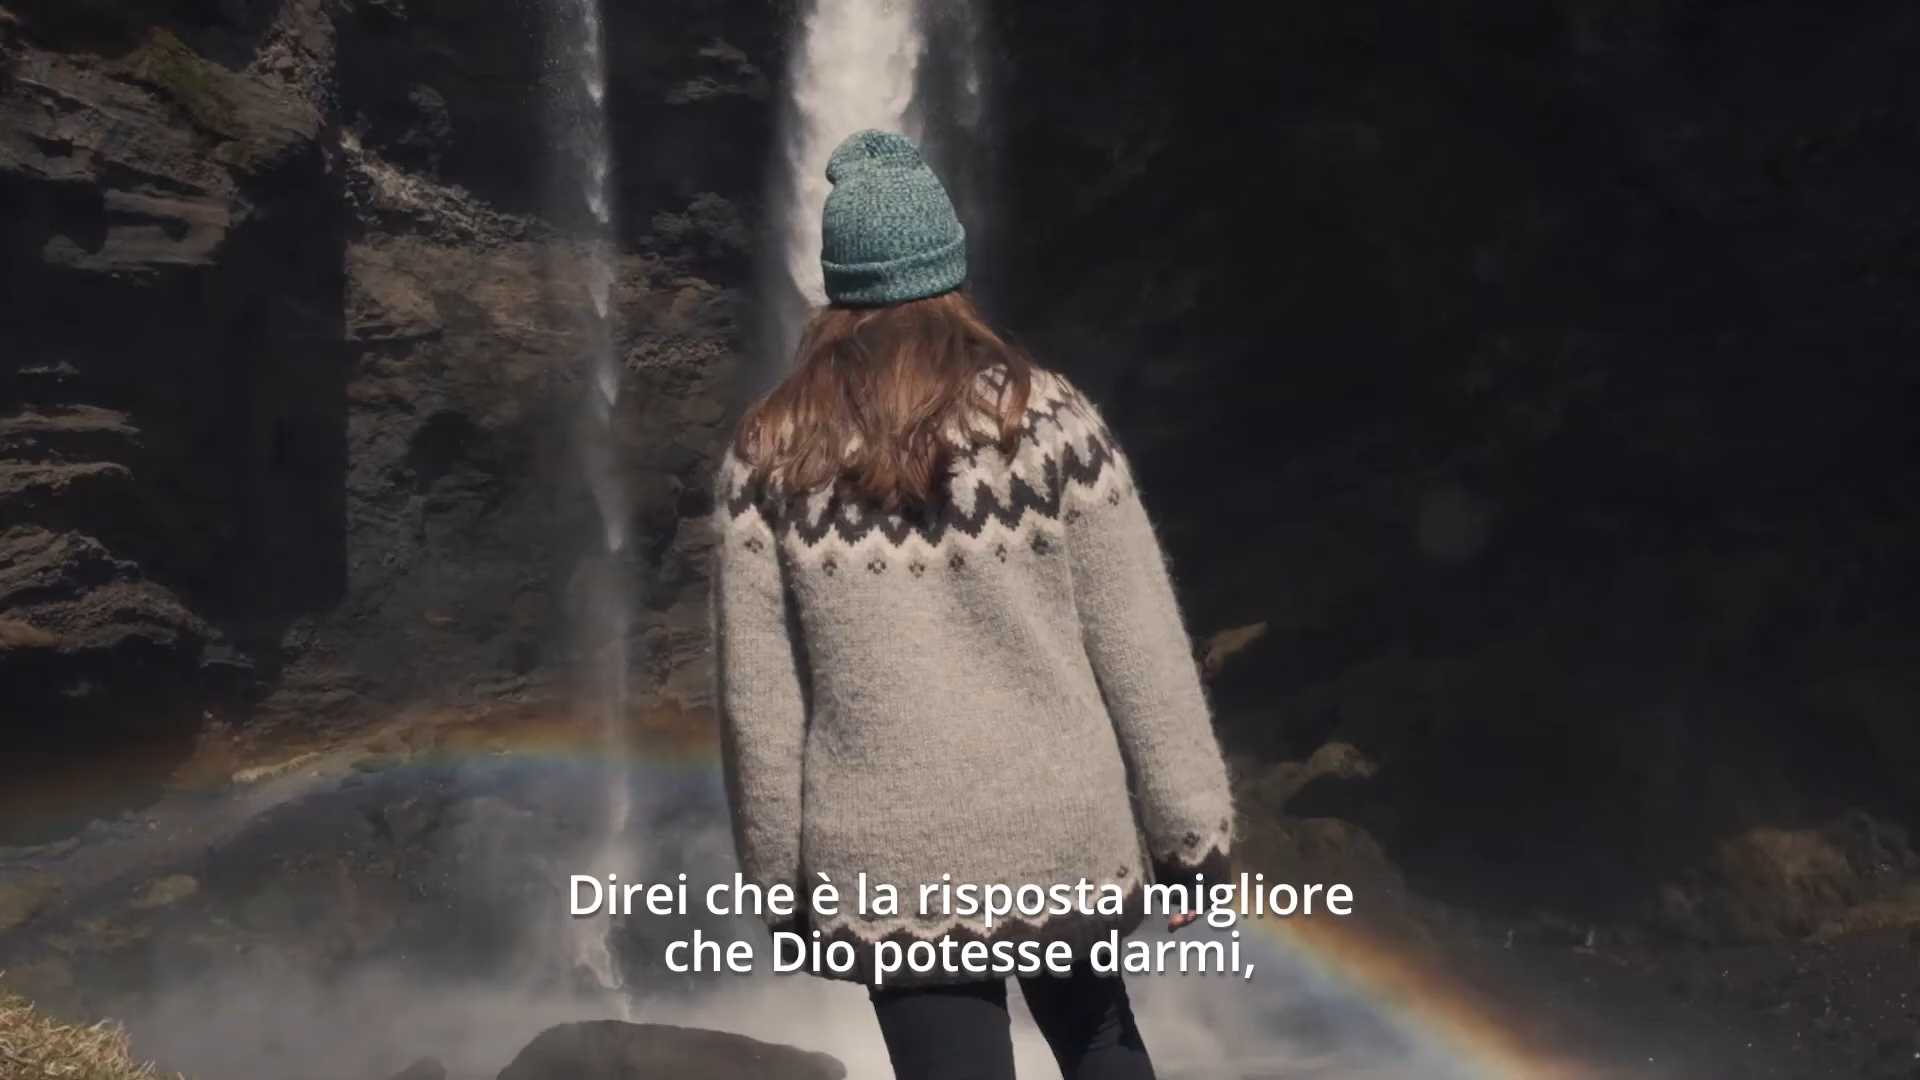 Direi che è la risposta migliore
che Dio potesse darmi,